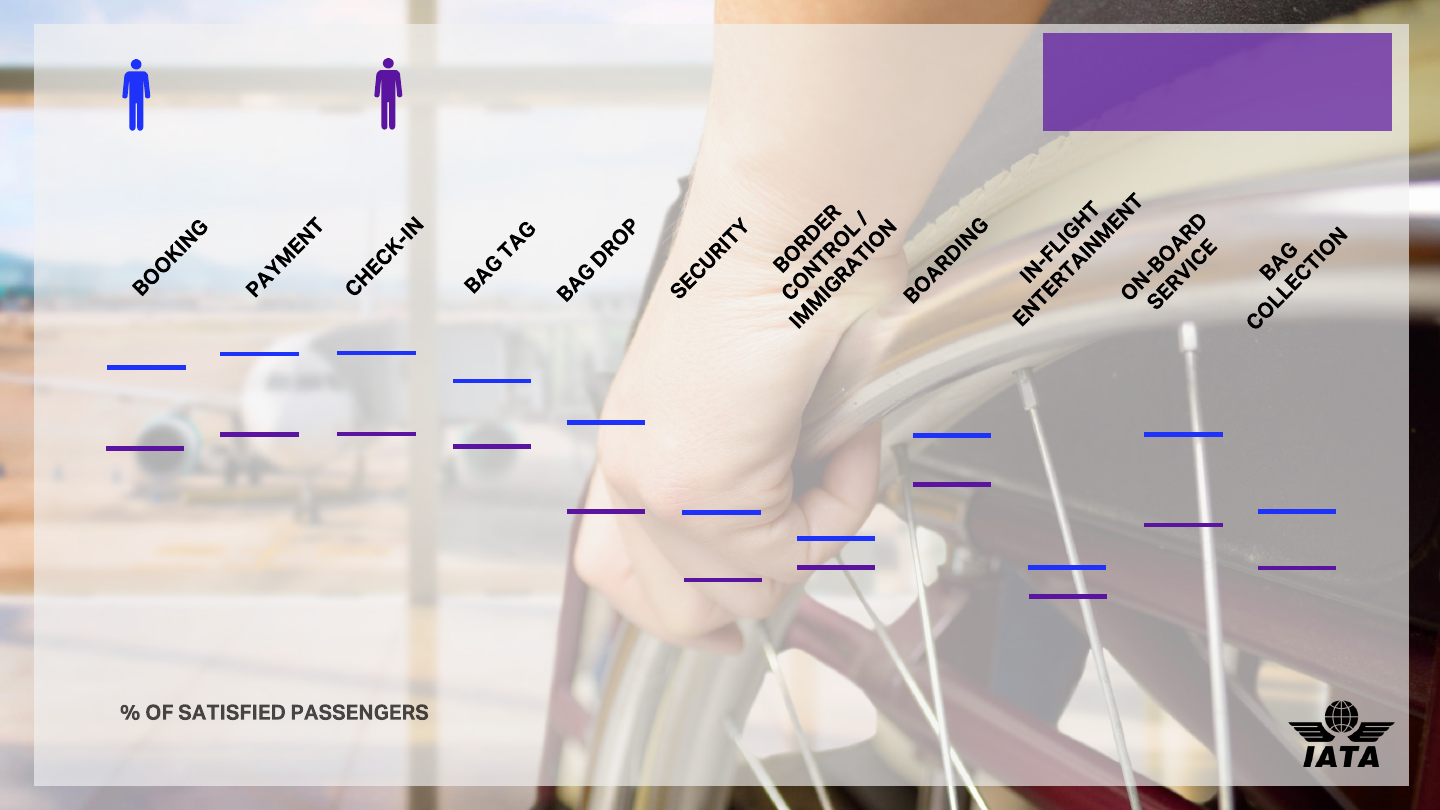 BOOKING
PAYMENT
CHECK-IN
BAG TAG
BAG DROP
SECURITY
BORDER
CONTROL /
IMMIGRATION
BOARDING
IN-FLIGHT
ENTERTAINMENT
ON-BOARD
SERVICE
BAG
COLLECTION
% OF SATISFIED PASSENGERS
IATA